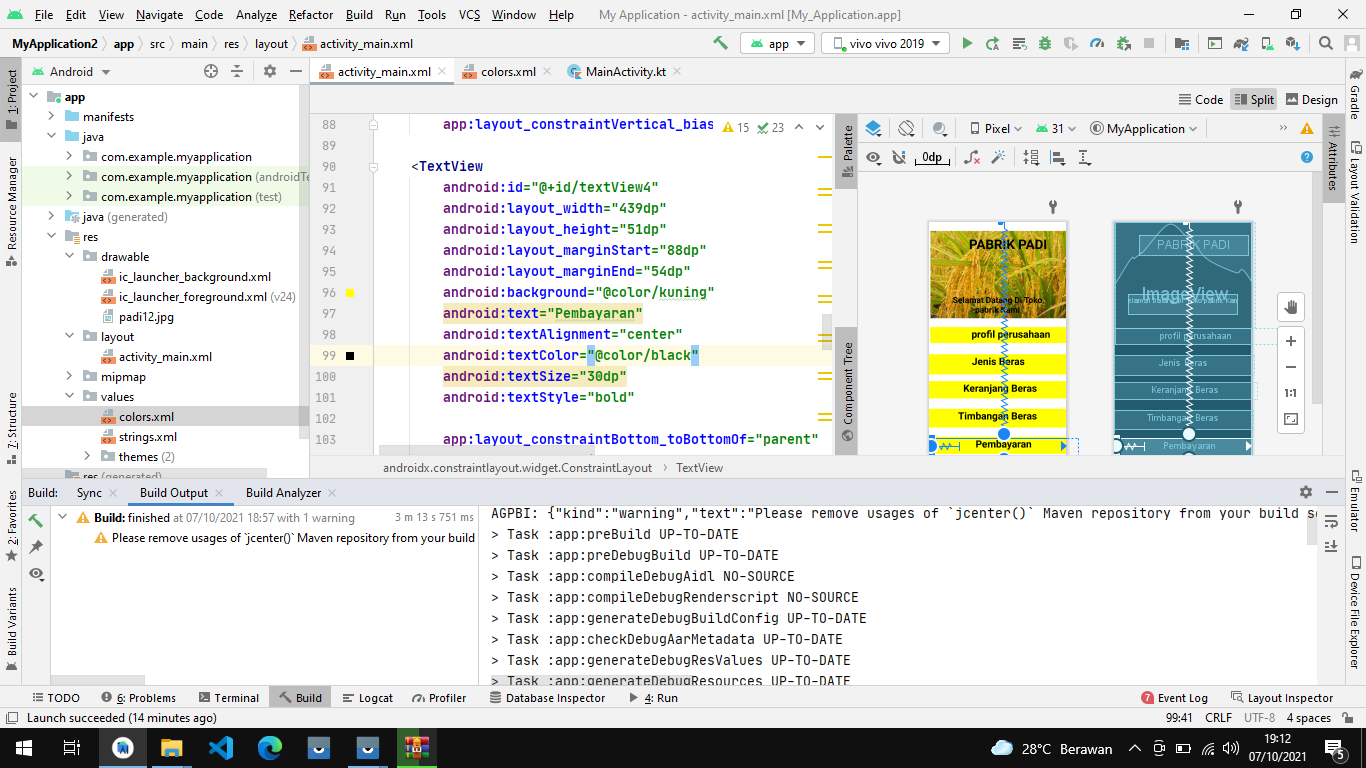 File Edit View Navigate Code Analyze Refactor Build Run Tools VCS Window Help My Application - activity_main.xml [My_Application.app]
MyApplication2 app src main res layout activity_main.xml
app vivo vivo 2019
Android
activity_main.xml colors.xml MainActivity.kt
Code Split Design
1: Project
Resource Manager
7: Structure
2: Favorites
Build Variants
app
manifests
java
com.example.myapplication
com.example.myapplication (androidTe
com.example.myapplication (test)
java (generated)
res
drawable
ic_launcher_background.xml
ic_launcher_foreground.xml (v24)
padi12.jpg
layout
activity_main.xml
mipmap
values
colors.xml
strings.xml
themes (2)
res (generated)
15 23
88 app:layout_constraintVertical_bias
89
90 <TextView
91 android:id="@+id/textView4"
92 android:layout_width="439dp"
93 android:layout_height="51dp"
94 android:layout_marginStart="88dp"
95 android:layout_marginEnd="54dp"
96 android:background="@color/kuning"
97 android:text="Pembayaran"
98 android:textAlignment="center"
99 android:textColor="@color/black"
100 android:textSize="30dp"
101 android:textStyle="bold"
102
103 app:layout_constraintBottom_toBottomOf="parent"
androidx.constraintlayout.widget.ConstraintLayout TextView
Palette
Component Tree
Pixel 31 MyApplication
0dp
PABRIK PADI
Selamat Datang Di Toko
pabrik Kami
profil perusahaan
Jenis Beras
Keranjang Beras
Timbangan Beras
Pembayaran
PABRIK PADI
ImageView
profil perusahaan
Jenis Beras
Keranjang Beras
Timbangan Beras
Pembayaran
1:1
Attributes
Gradle
Layout Validation
Emulator
Device File Explorer
Build: Sync Build Output Build Analyzer
Build: finished at 07/10/2021 18:57 with 1 warning 3 m 13 s 751 ms
Please remove usages of `jcenter()` Maven repository from your build
AGPBI: {"kind":"warning","text":"Please remove usages of `jcenter()` Maven repository from your build s
> Task :app:preBuild UP-TO-DATE
> Task :app:preDebugBuild UP-TO-DATE
> Task :app:compileDebugAidl NO-SOURCE
> Task :app:compileDebugRenderscript NO-SOURCE
> Task :app:generateDebugBuildConfig UP-TO-DATE
> Task :app:checkDebugAarMetadata UP-TO-DATE
> Task :app:generateDebugResValues UP-TO-DATE
> Task :app:generateDebugResources UP-TO-DATE
TODO 6: Problems Terminal Build Logcat Profiler Database Inspector 4: Run 7 Event Log Layout Inspector
Launch succeeded (14 minutes ago) 99:41 CRLF UTF-8 4 spaces
28°C Berawan 19:12
07/10/2021
5